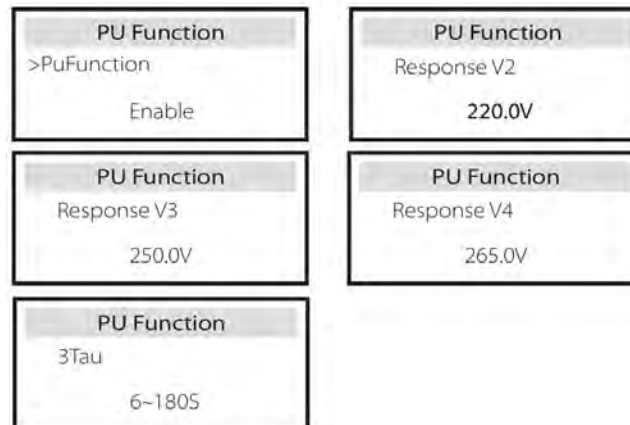 PU Function
>PuFunction
Enable
PU Function
Response V2
220.0V
PU Function
Response V3
250.0V
PU Function
Response V4
265.0V
PU Function
3Tau
6~180S